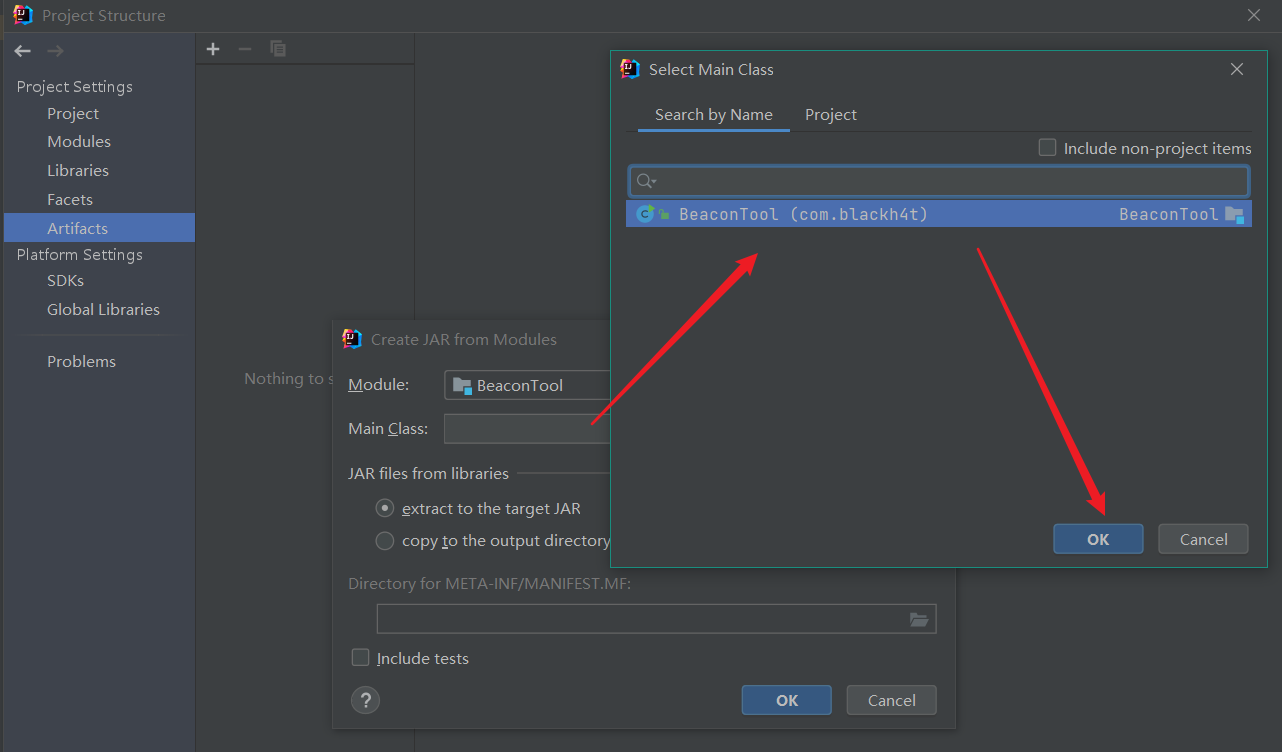 Project Structure
Project Settings
Project
Modules
Libraries
Facets
Artifacts
Platform Settings
SDKs
Global Libraries
Problems
Nothing to
Create JAR from Modules
Module: BeaconTool
Main Class:
JAR files from libraries
extract to the target JAR
copy to the output directory
Directory for META-INF/MANIFEST.MF:
Include tests
? OK Cancel
Select Main Class
Search by Name Project
Include non-project items
BeaconTool (com.blackh4t) BeaconTool
OK Cancel